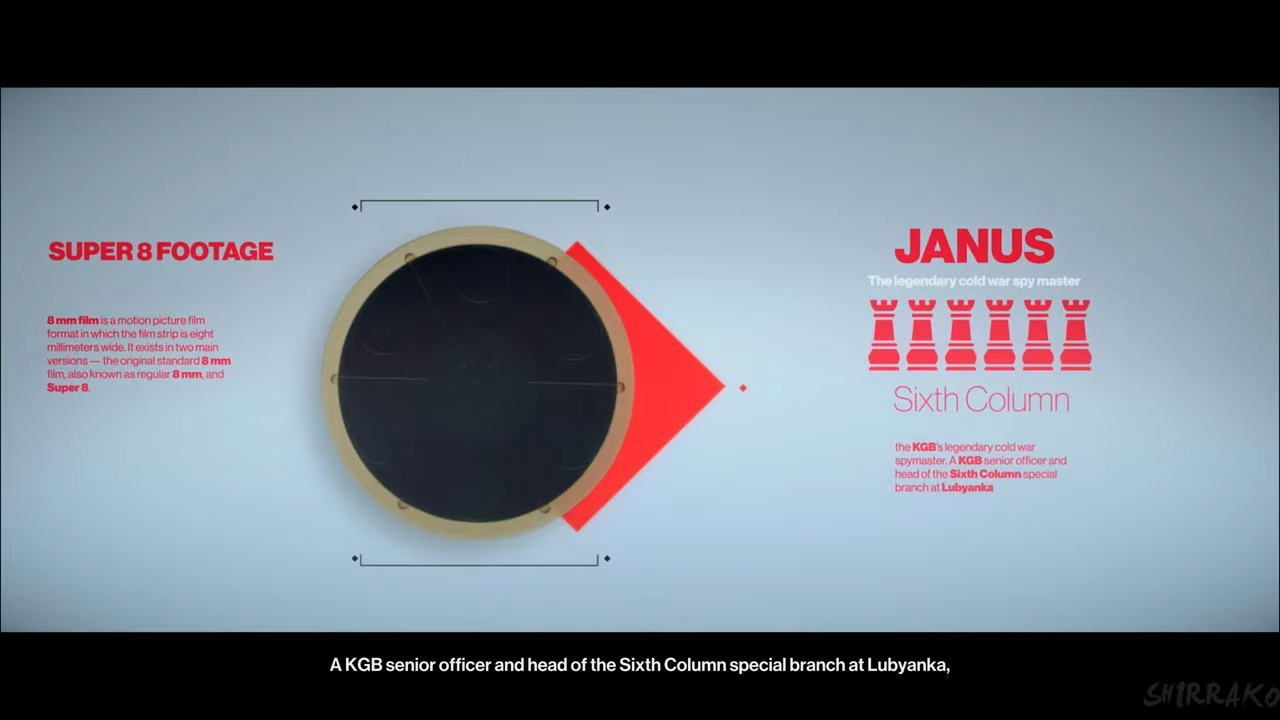 SUPER 8 FOOTAGE
8 mm film is a motion picture film
format in which the film strip is eight
millimeters wide. It exists in two main
versions — the original standard 8 mm
film, also known as regular 8 mm, and
Super 8.
JANUS
The legendary cold war spy master
Sixth Column
the KGB's legendary cold war
spymaster. A KGB senior officer and
head of the Sixth Column special
branch at Lubyanka
A KGB senior officer and head of the Sixth Column special branch at Lubyanka,
SHIRRAKO